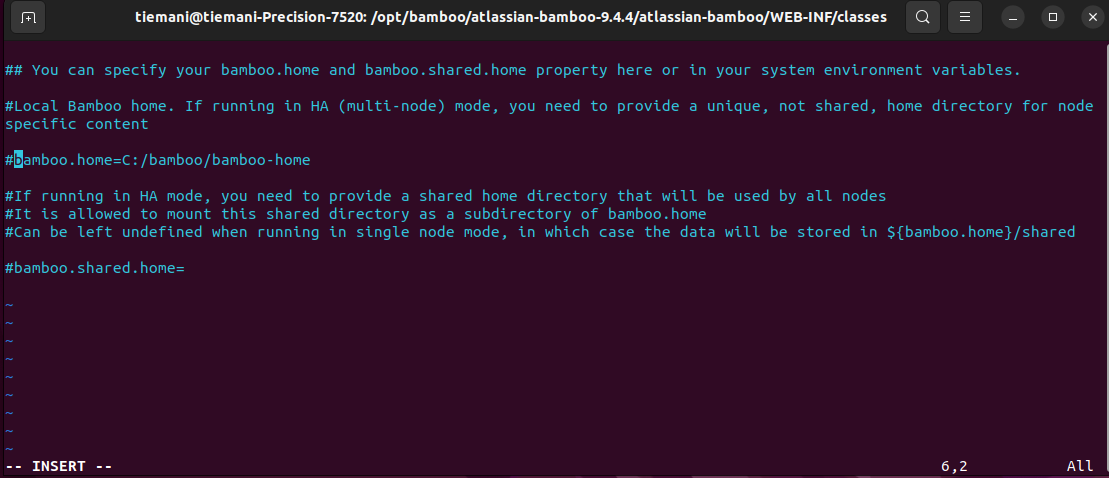 tiemani@tiemani-Precision-7520: /opt/bamboo/atlassian-bamboo-9.4.4/atlassian-bamboo/WEB-INF/classes
## You can specify your bamboo.home and bamboo.shared.home property here or in your system environment variables.
#Local Bamboo home. If running in HA (multi-node) mode, you need to provide a unique, not shared, home directory for node
specific content
#bamboo.home=C:/bamboo/bamboo-home
#If running in HA mode, you need to provide a shared home directory that will be used by all nodes
#It is allowed to mount this shared directory as a subdirectory of bamboo.home
#Can be left undefined when running in single node mode, in which case the data will be stored in ${bamboo.home}/shared
#bamboo.shared.home=
~
~
~
~
~
~
~
~
~
-- INSERT -- 6,2 All